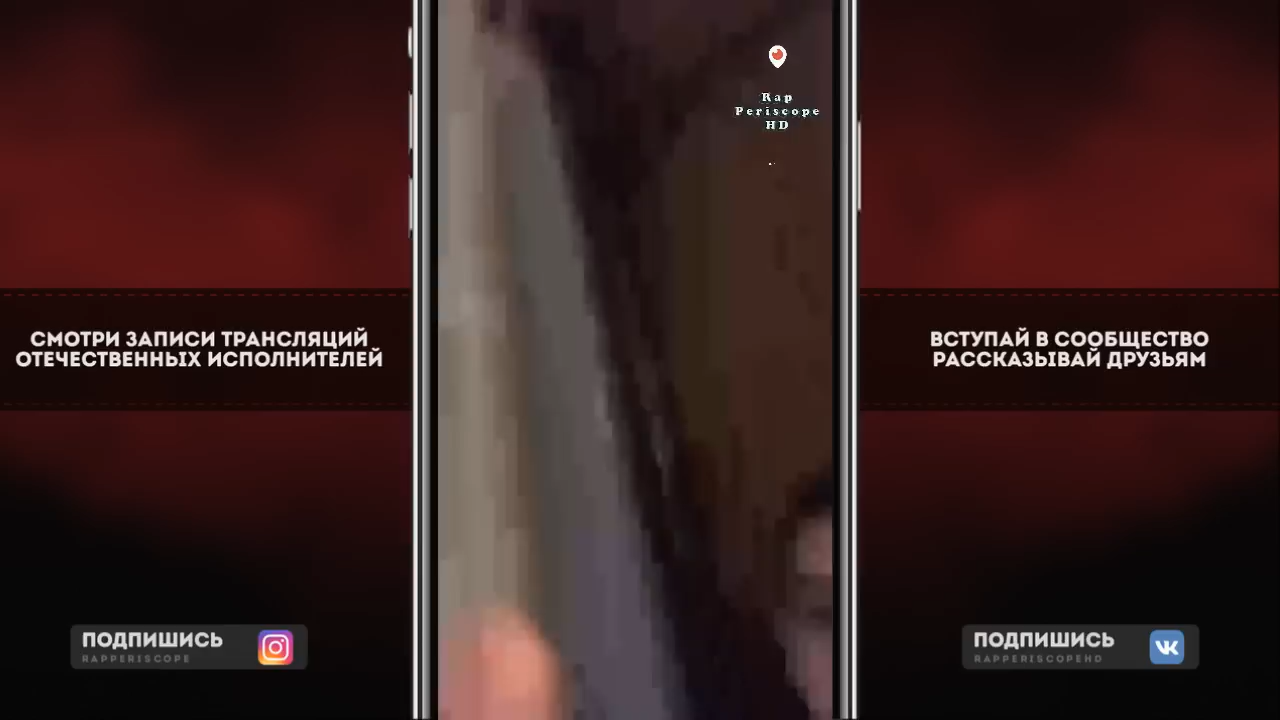 Rap
Periscope
HD
СМОТРИ ЗАПИСИ ТРАНСЛЯЦИЙ
ОТЕЧЕСТВЕННЫХ ИСПОЛНИТЕЛЕЙ
ВСТУПАЙ В СООБЩЕСТВО
РАССКАЗЫВАЙ ДРУЗЬЯМ
ПОДПИШИСЬ
RAPPERISCOPE
ПОДПИШИСЬ
RAPPERISCOPEHD